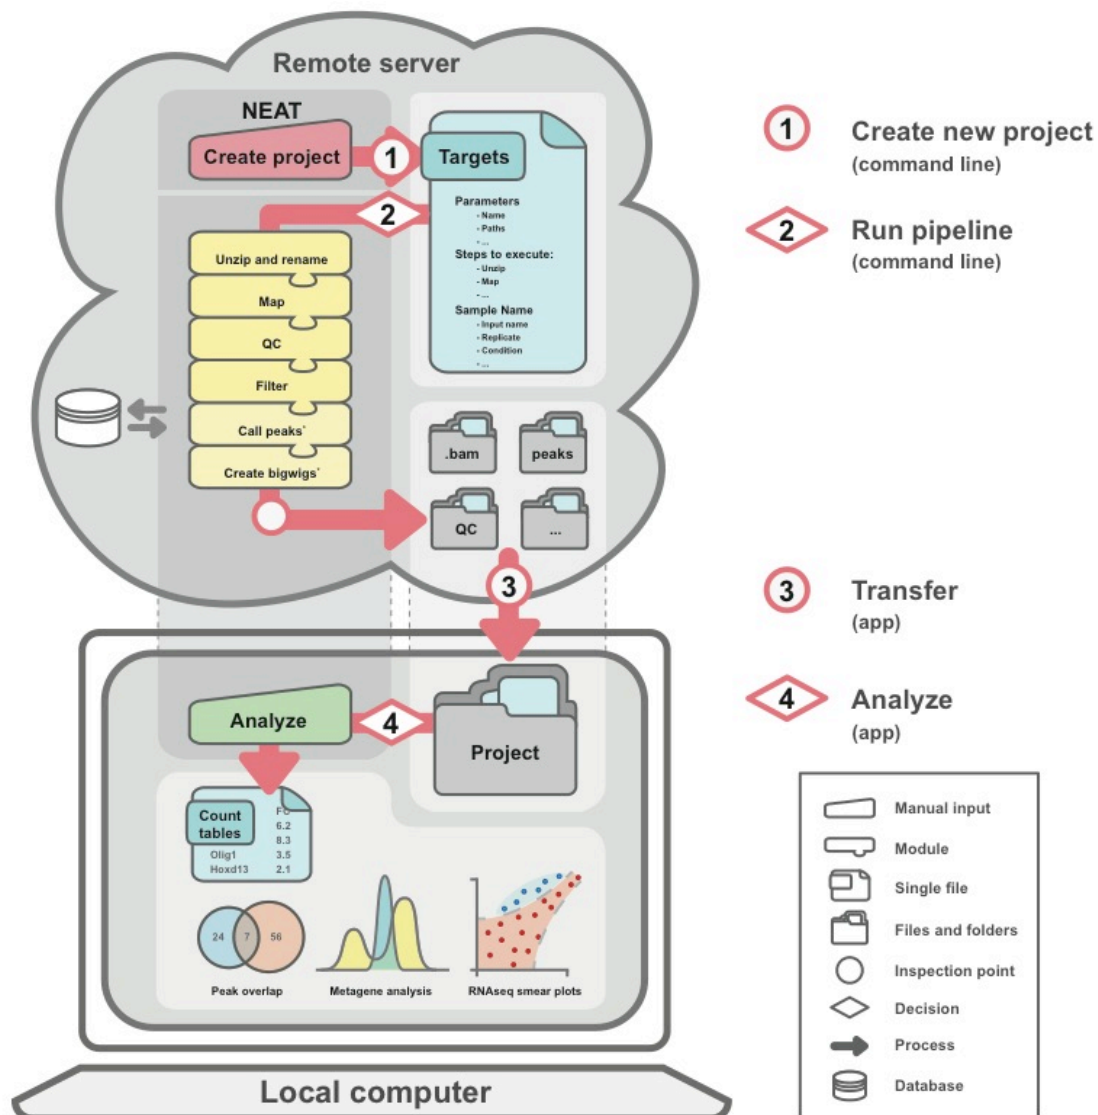 Remote server
NEAT
Create project
1
Targets
Parameters
- Name
- Paths
- ...
Steps to execute:
- Unzip
- Map
- ...
Sample Name
- Input name
- Replicate
- Condition
- ...
2
Unzip and rename
Map
QC
Filter
Call peaks*
Create bigwigs*
.bam
peaks
QC
...
3
Project
4
Analyze
Count
tables
FC
6.2
8.3
Olig1 3.5
Hoxd13 2.1
24 7 56
Peak overlap
Metagene analysis
RNAseq smear plots
Local computer
1
Create new project
(command line)
2
Run pipeline
(command line)
3
Transfer
(app)
4
Analyze
(app)
Manual input
Module
Single file
Files and folders
Inspection point
Decision
Process
Database